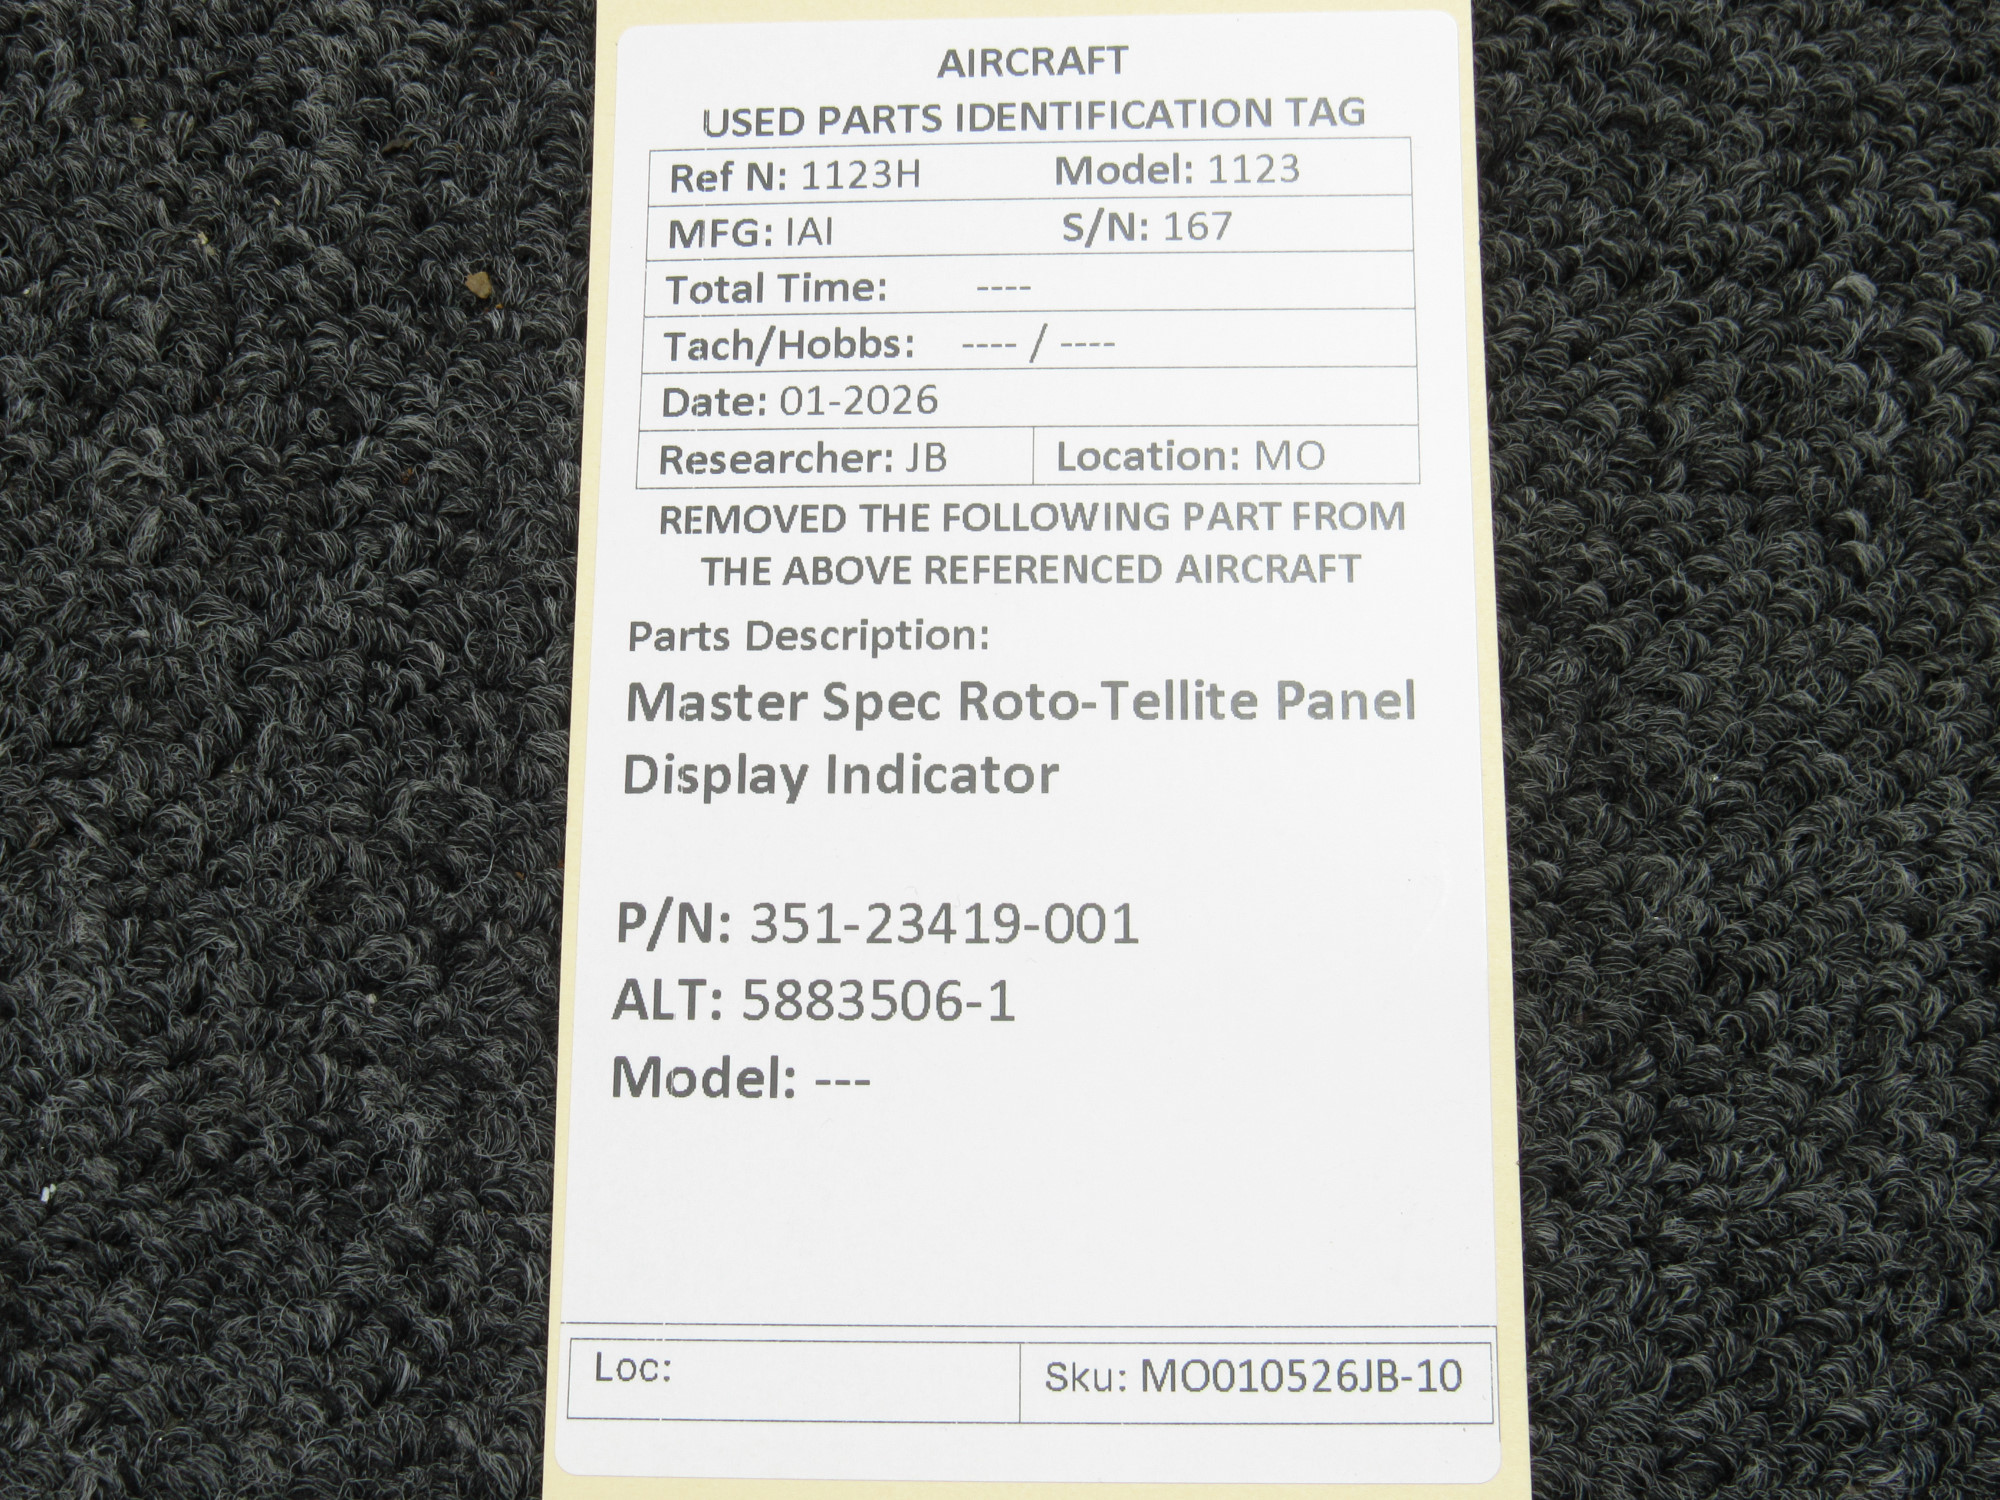 AIRCRAFT
USED PARTS IDENTIFICATION TAG
Ref N: 1123H Model: 1123
MFG: IAI S/N: 167
Total Time: ----
Tach/Hobbs: ---- / ----
Date: 01-2026
Researcher: JB Location: MO
REMOVED THE FOLLOWING PART FROM
THE ABOVE REFERENCED AIRCRAFT
Parts Description:
Master Spec Roto-Tellite Panel
Display Indicator
P/N: 351-23419-001
ALT: 5883506-1
Model: ---
Loc: Sku: MO010526JB-10